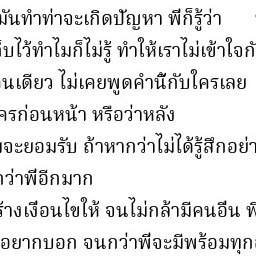 มันทำท่าจะเกิดปัญหา พี่ก็รู้ว่า
ก็บไว้ทำไมก็ไม่รู้ ทำให้เราไม่เข้าใจกั
นเดียว ไม่เคยพูดคำนี้กับใครเลย
ครก่อนหน้า หรือว่าหลัง
จะยอมรับ ถ้าหากว่าไม่ได้รู้สึกอย่
ว่าพี่อีกมาก
ร้างเงื่อนไขให้ จนไม่กล้ามีคนอื่น พี
อยากบอก จนกว่าพี่จะมีพร้อมทุก